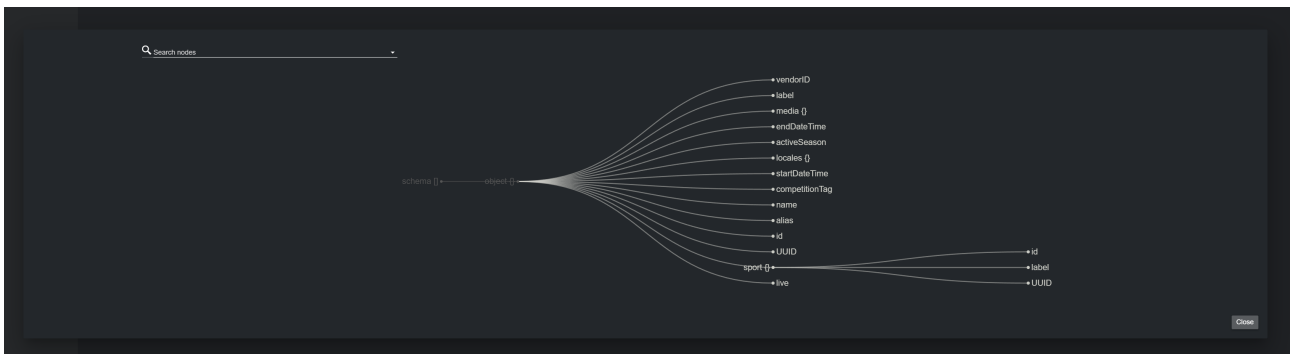 Search nodes
vendorID
label
media {}
endDateTime
activeSeason
locales {}
schema {}
object {}
startDateTime
competitionTag
name
alias
id
UUID
id
sport {}
label
live
UUID
Close